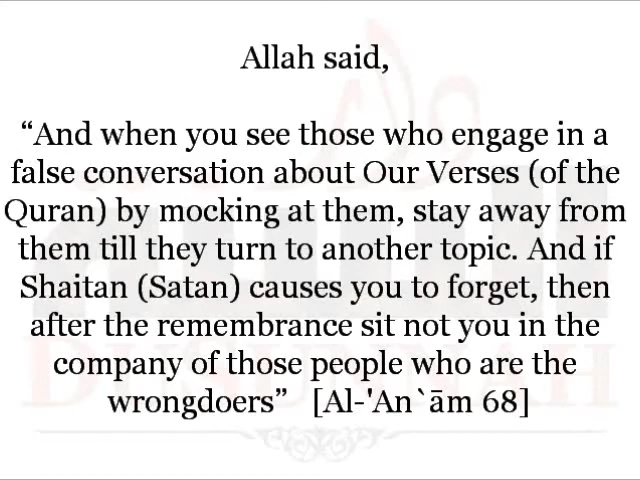 Allah said,
“And when you see those who engage in a
false conversation about Our Verses (of the
Quran) by mocking at them, stay away from
them till they turn to another topic. And if
Shaitan (Satan) causes you to forget, then
after the remembrance sit not you in the
company of those people who are the
wrongdoers” [Al-'An`ām 68]